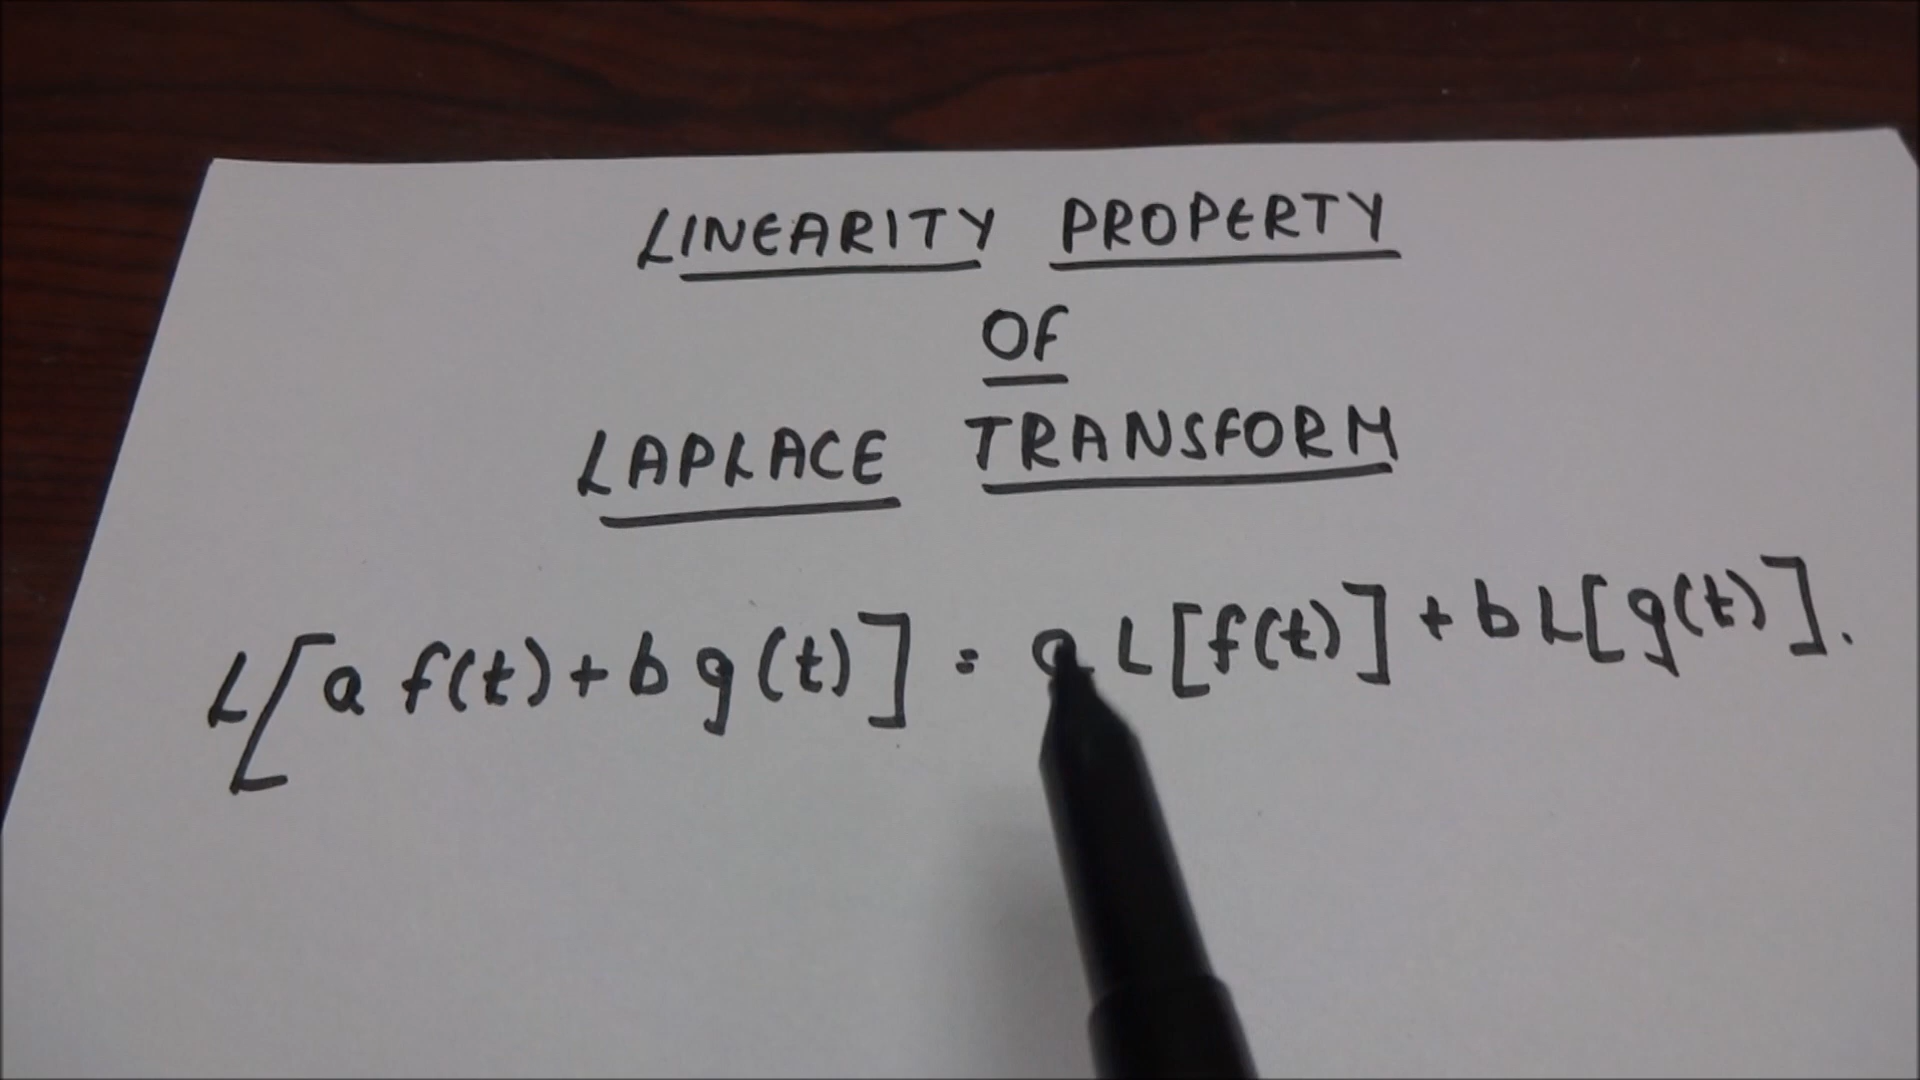 LINEARITY PROPERTY
OF
LAPLACE TRANSFORM
L[a f(t)+b g(t)] = a L[f(t)] + b L[g(t)].